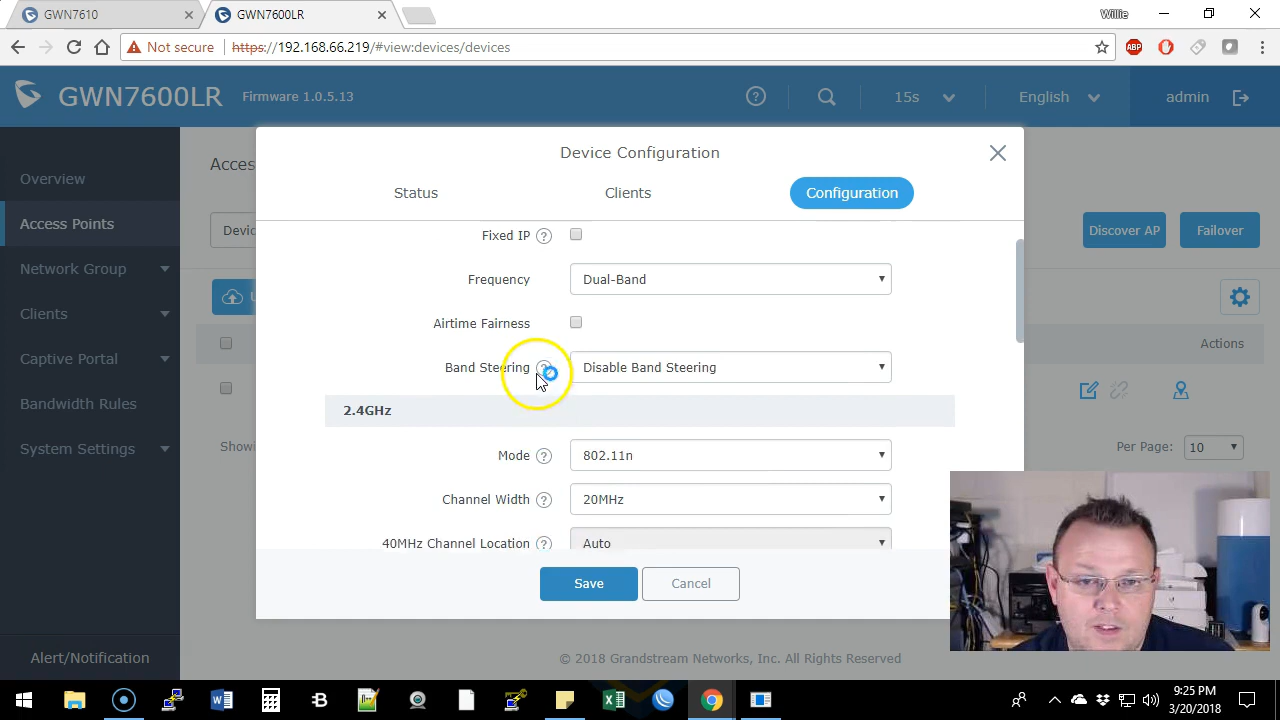 GWN7610
GWN7600LR
Willie
Not secure
https://192.168.66.219/#view:devices/devices
ABP
GWN7600LR
Firmware 1.0.5.13
15s
English
admin
Overview
Access Points
Network Group
Clients
Captive Portal
Bandwidth Rules
System Settings
Alert/Notification
Acces
Devic
U
Showi
Discover AP
Failover
Actions
Per Page:
10
Device Configuration
Status
Clients
Configuration
Fixed IP ?
Frequency
Dual-Band
Airtime Fairness
Band Steering ?
Disable Band Steering
2.4GHz
Mode ?
802.11n
Channel Width ?
20MHz
40MHz Channel Location ?
Auto
Save
Cancel
© 2018 Grandstream Networks, Inc. All Rights Reserved
9:25 PM
3/20/2018